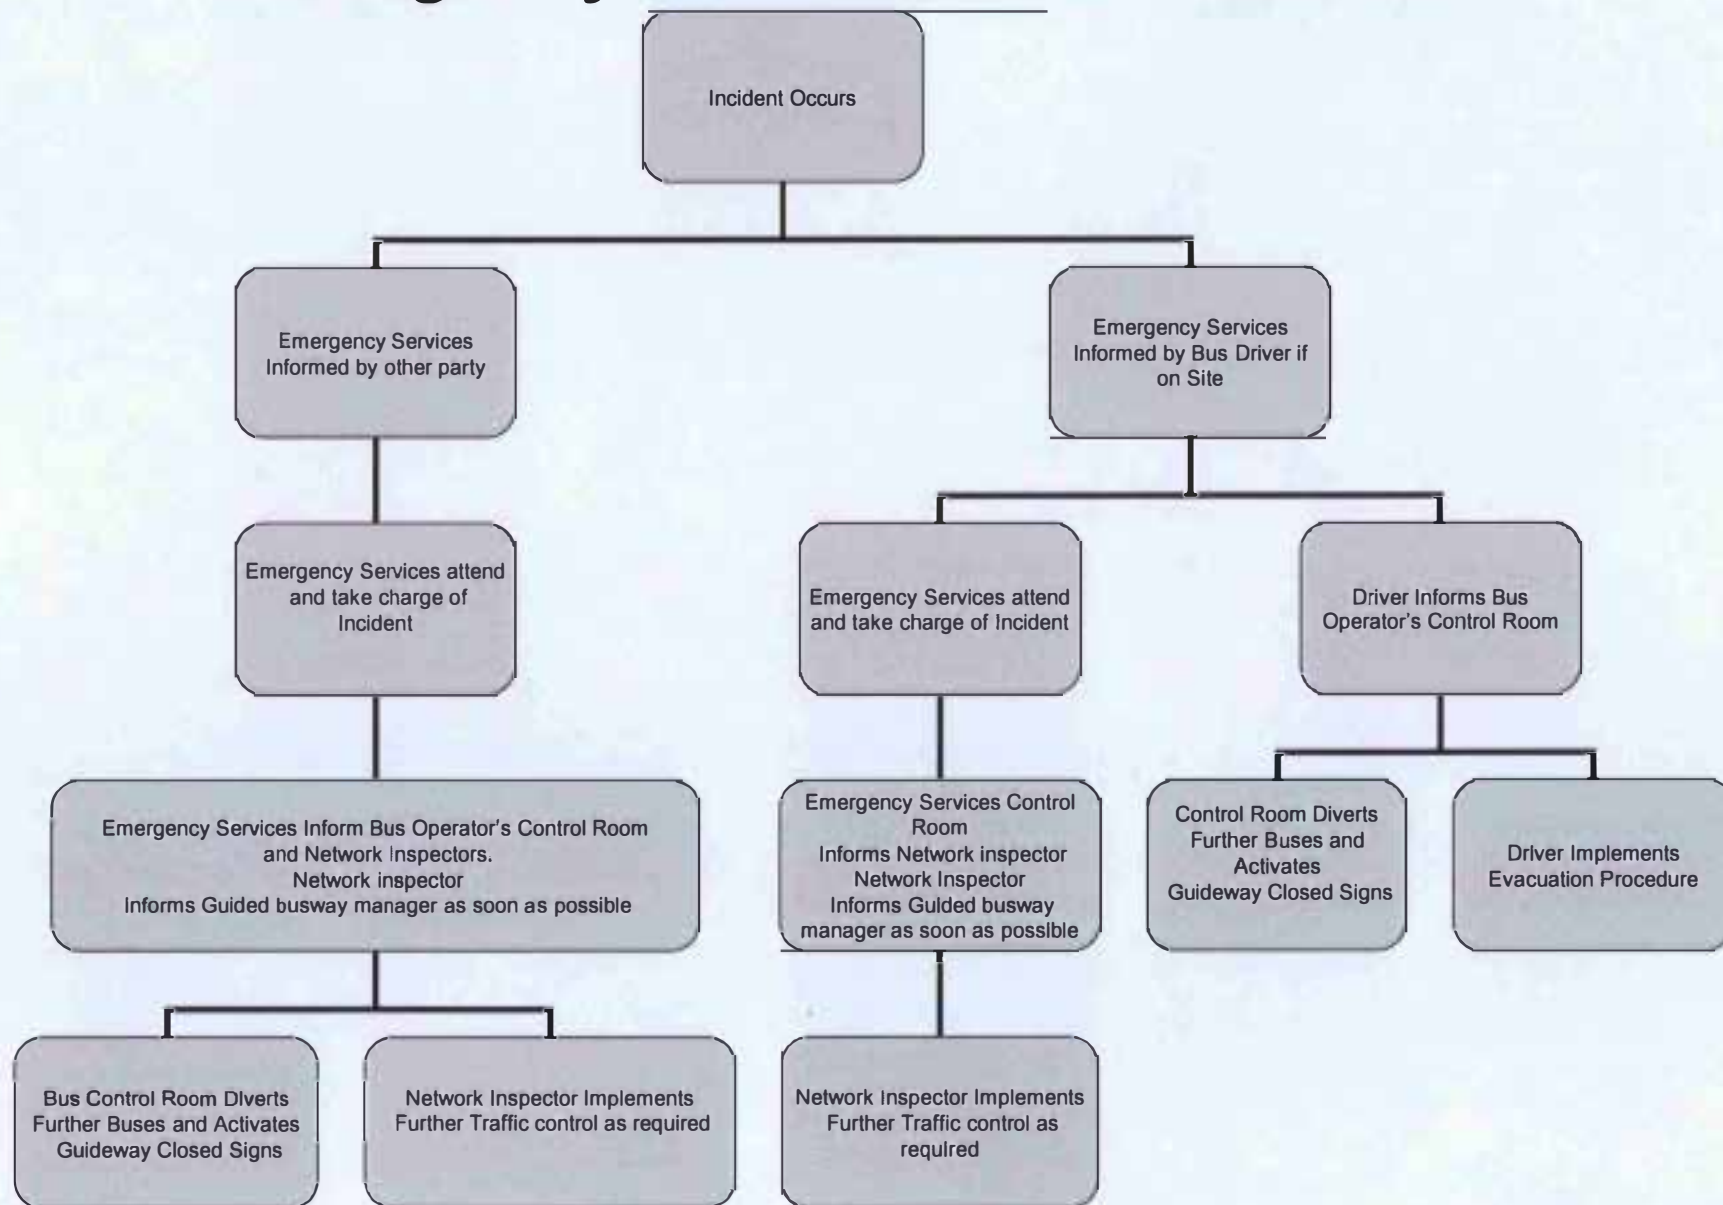 Incident Occurs
Emergency Services
Informed by other party
Emergency Services
Informed by Bus Driver if
on Site
Emergency Services attend
and take charge of
Incident
Emergency Services attend
and take charge of Incident
Driver Informs Bus
Operator's Control Room
Emergency Services Inform Bus Operator's Control Room
and Network Inspectors.
Network inspector
Informs Guided busway manager as soon as possible
Emergency Services Control
Room
Informs Network inspector
Network Inspector
Informs Guided busway
manager as soon as possible
Control Room Diverts
Further Buses and
Activates
Guideway Closed Signs
Driver Implements
Evacuation Procedure
Bus Control Room Diverts
Further Buses and Activates
Guideway Closed Signs
Network Inspector Implements
Further Traffic control as required
Network Inspector Implements
Further Traffic control as
required